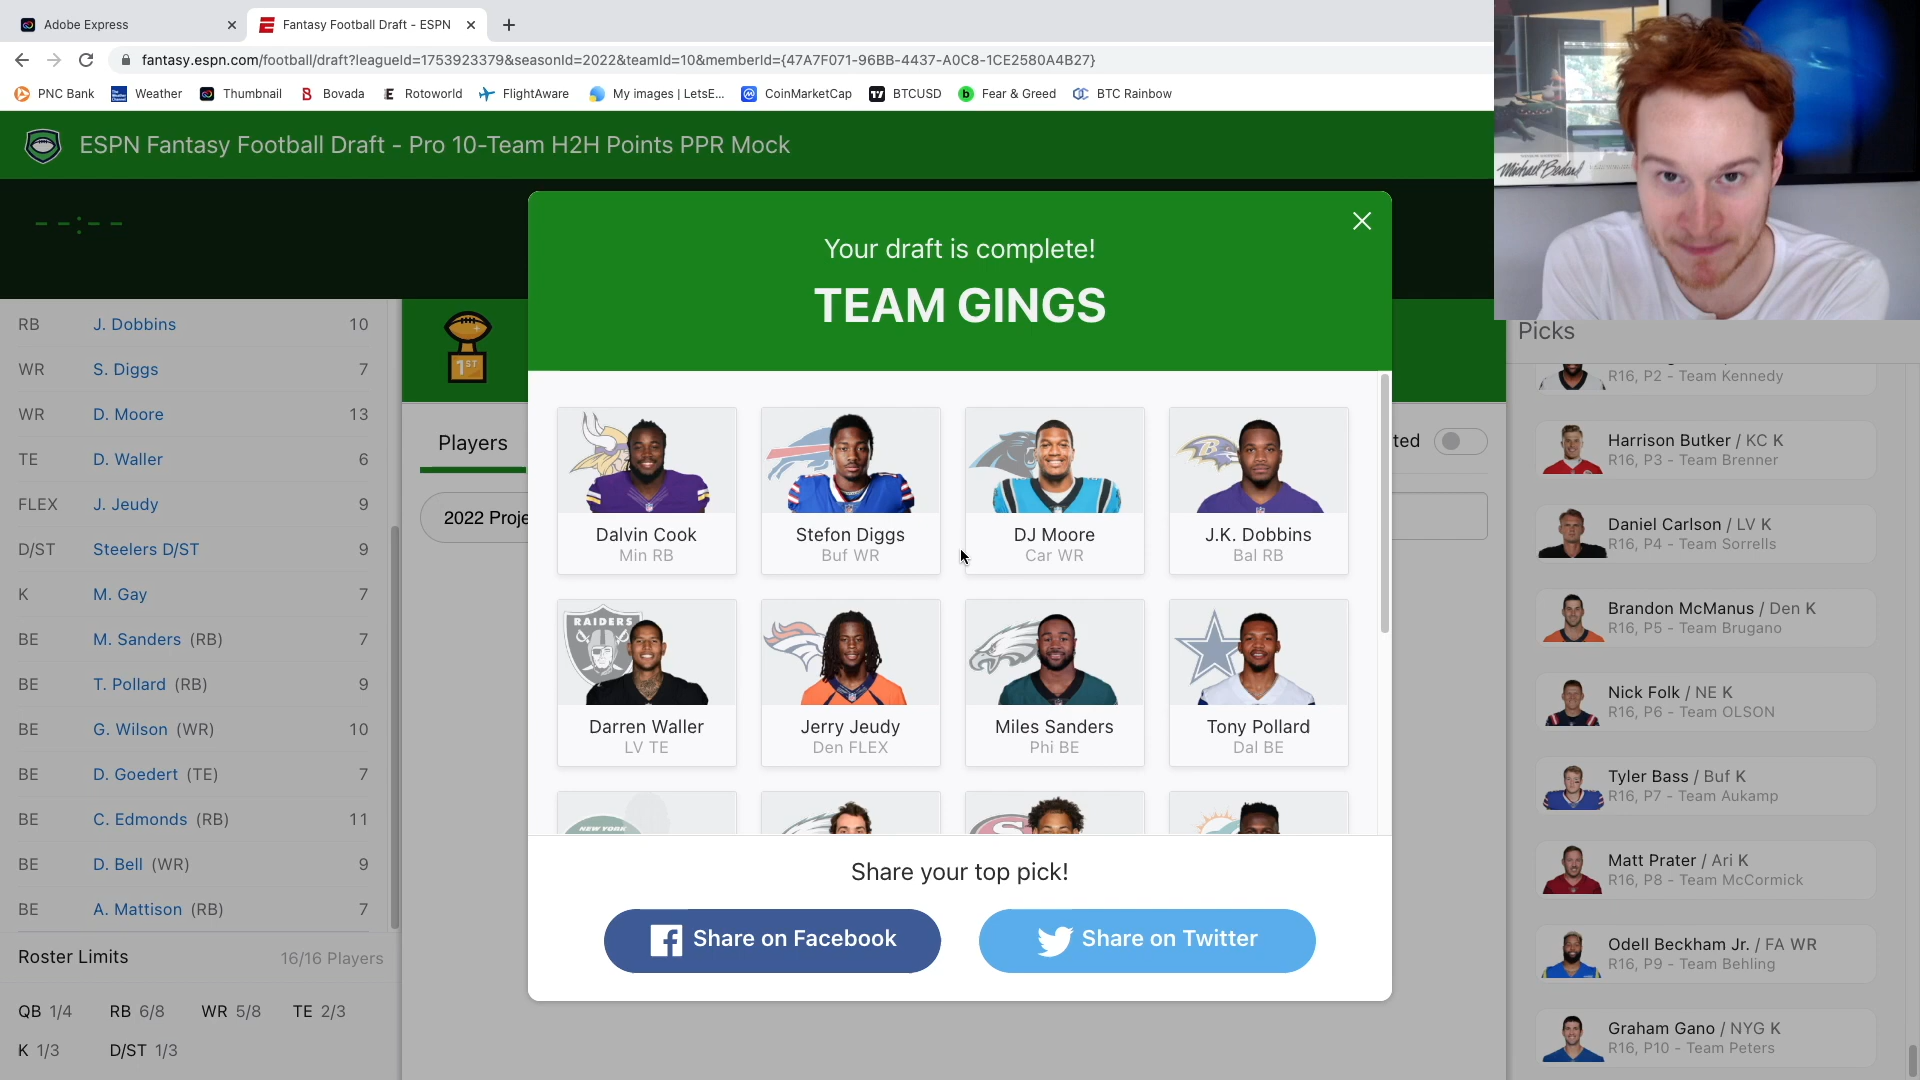 Adobe Express
Fantasy Football Draft - ESPN
fantasy.espn.com/football/draft?leagueId=1753923379&seasonId=2022&teamId=10&memberId={47A7F071-96BB-4437-A0C8-1CE2580A4B27}
PNC Bank
Weather
Thumbnail
Bovada
Rotoworld
FlightAware
My images | LetsE...
CoinMarketCap
BTCUSD
Fear & Greed
BTC Rainbow
ESPN Fantasy Football Draft - Pro 10-Team H2H Points PPR Mock
--:--
RB J. Dobbins 10
WR S. Diggs 7
WR D. Moore 13
TE D. Waller 6
FLEX J. Jeudy 9
D/ST Steelers D/ST 9
K M. Gay 7
BE M. Sanders (RB) 7
BE T. Pollard (RB) 9
BE G. Wilson (WR) 10
BE D. Goedert (TE) 7
BE C. Edmonds (RB) 11
BE D. Bell (WR) 9
BE A. Mattison (RB) 7
Roster Limits 16/16 Players
QB 1/4 RB 6/8 WR 5/8 TE 2/3
K 1/3 D/ST 1/3
1ST
Players
2022 Proje
ted
Your draft is complete!
TEAM GINGS
Dalvin Cook
Min RB
Stefon Diggs
Buf WR
DJ Moore
Car WR
J.K. Dobbins
Bal RB
RAIDERS
Darren Waller
LV TE
Jerry Jeudy
Den FLEX
Miles Sanders
Phi BE
Tony Pollard
Dal BE
NEW YORK
Share your top pick!
Share on Facebook
Share on Twitter
Picks
R16, P2 - Team Kennedy
Harrison Butker / KC K
R16, P3 - Team Brenner
Daniel Carlson / LV K
R16, P4 - Team Sorrells
Brandon McManus / Den K
R16, P5 - Team Brugano
Nick Folk / NE K
R16, P6 - Team OLSON
Tyler Bass / Buf K
R16, P7 - Team Aukamp
Matt Prater / Ari K
R16, P8 - Team McCormick
Odell Beckham Jr. / FA WR
R16, P9 - Team Behling
Graham Gano / NYG K
R16, P10 - Team Peters